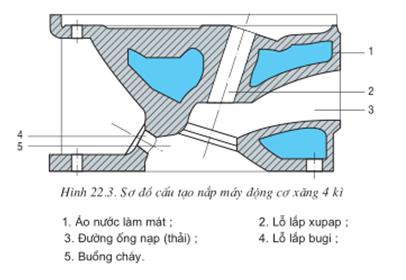 1
2
3
4
5
Hình 22.3. Sơ đồ cấu tạo nắp máy động cơ xăng 4 kì
1. Áo nước làm mát ; 2. Lỗ lắp xupap ;
3. Đường ống nạp (thải) ; 4. Lỗ lắp bugi ;
5. Buồng cháy.